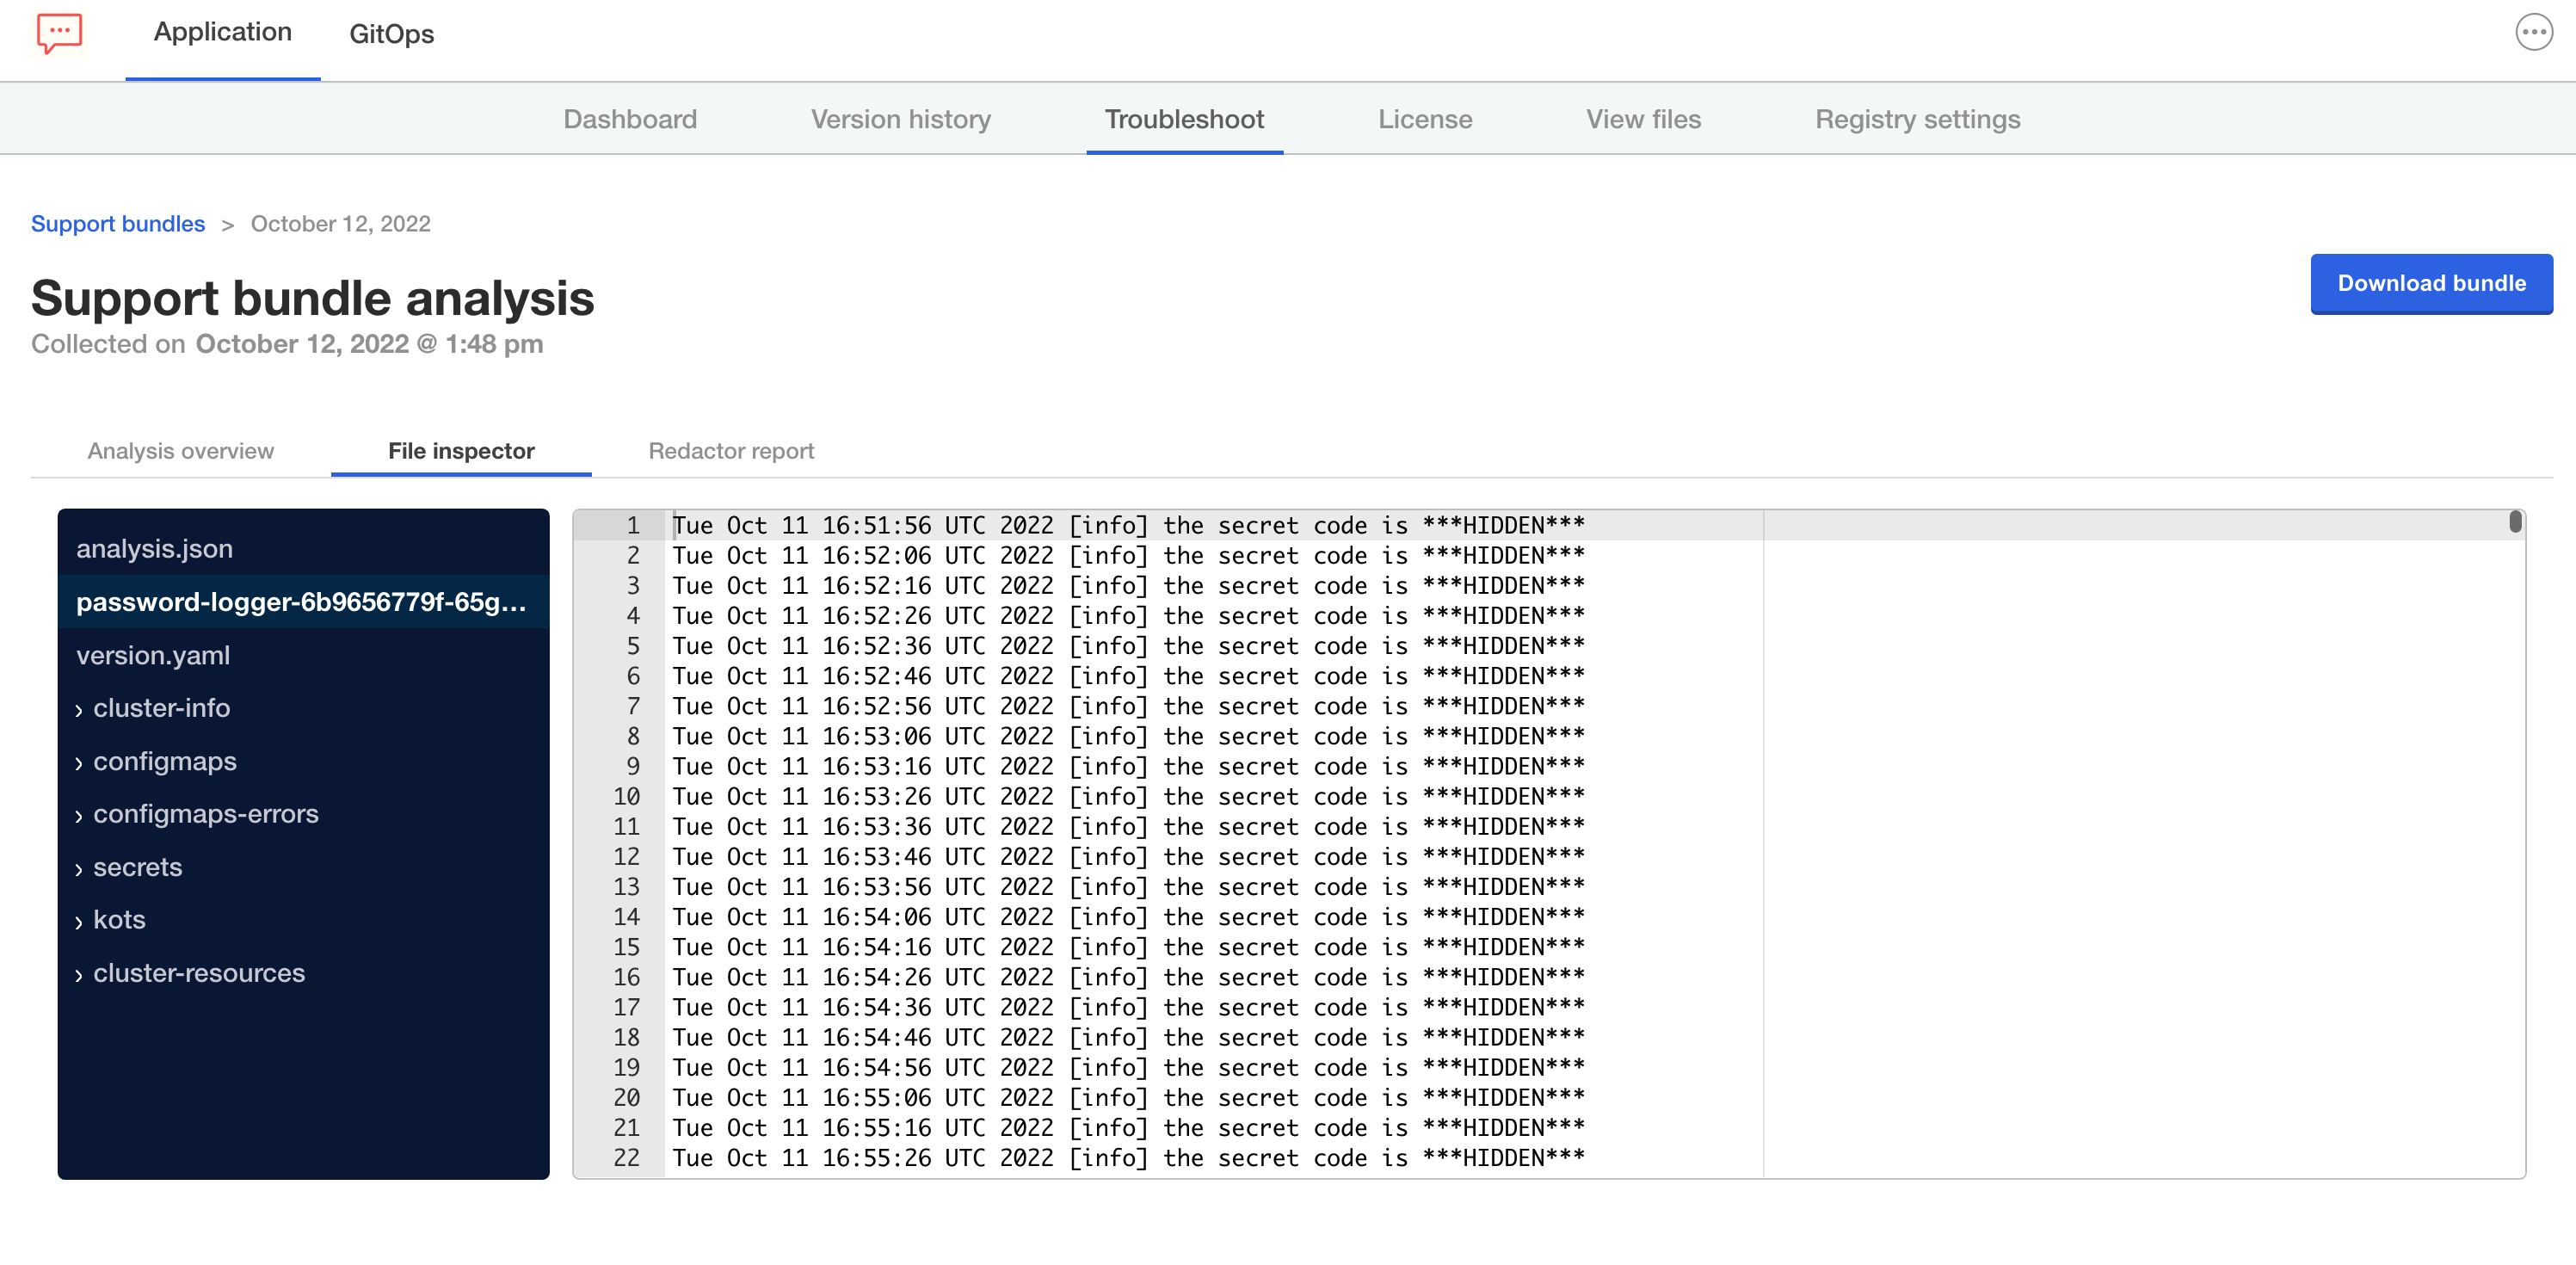 Application GitOps
Dashboard Version history Troubleshoot License View files Registry settings
Support bundles > October 12, 2022
Support bundle analysis
Download bundle
Collected on October 12, 2022 @ 1:48 pm
Analysis overview File inspector Redactor report
analysis.json
password-logger-6b9656779f-65g...
version.yaml
› cluster-info
› configmaps
› configmaps-errors
› secrets
› kots
› cluster-resources
1 Tue Oct 11 16:51:56 UTC 2022 [info] the secret code is ***HIDDEN***
2 Tue Oct 11 16:52:06 UTC 2022 [info] the secret code is ***HIDDEN***
3 Tue Oct 11 16:52:16 UTC 2022 [info] the secret code is ***HIDDEN***
4 Tue Oct 11 16:52:26 UTC 2022 [info] the secret code is ***HIDDEN***
5 Tue Oct 11 16:52:36 UTC 2022 [info] the secret code is ***HIDDEN***
6 Tue Oct 11 16:52:46 UTC 2022 [info] the secret code is ***HIDDEN***
7 Tue Oct 11 16:52:56 UTC 2022 [info] the secret code is ***HIDDEN***
8 Tue Oct 11 16:53:06 UTC 2022 [info] the secret code is ***HIDDEN***
9 Tue Oct 11 16:53:16 UTC 2022 [info] the secret code is ***HIDDEN***
10 Tue Oct 11 16:53:26 UTC 2022 [info] the secret code is ***HIDDEN***
11 Tue Oct 11 16:53:36 UTC 2022 [info] the secret code is ***HIDDEN***
12 Tue Oct 11 16:53:46 UTC 2022 [info] the secret code is ***HIDDEN***
13 Tue Oct 11 16:53:56 UTC 2022 [info] the secret code is ***HIDDEN***
14 Tue Oct 11 16:54:06 UTC 2022 [info] the secret code is ***HIDDEN***
15 Tue Oct 11 16:54:16 UTC 2022 [info] the secret code is ***HIDDEN***
16 Tue Oct 11 16:54:26 UTC 2022 [info] the secret code is ***HIDDEN***
17 Tue Oct 11 16:54:36 UTC 2022 [info] the secret code is ***HIDDEN***
18 Tue Oct 11 16:54:46 UTC 2022 [info] the secret code is ***HIDDEN***
19 Tue Oct 11 16:54:56 UTC 2022 [info] the secret code is ***HIDDEN***
20 Tue Oct 11 16:55:06 UTC 2022 [info] the secret code is ***HIDDEN***
21 Tue Oct 11 16:55:16 UTC 2022 [info] the secret code is ***HIDDEN***
22 Tue Oct 11 16:55:26 UTC 2022 [info] the secret code is ***HIDDEN***